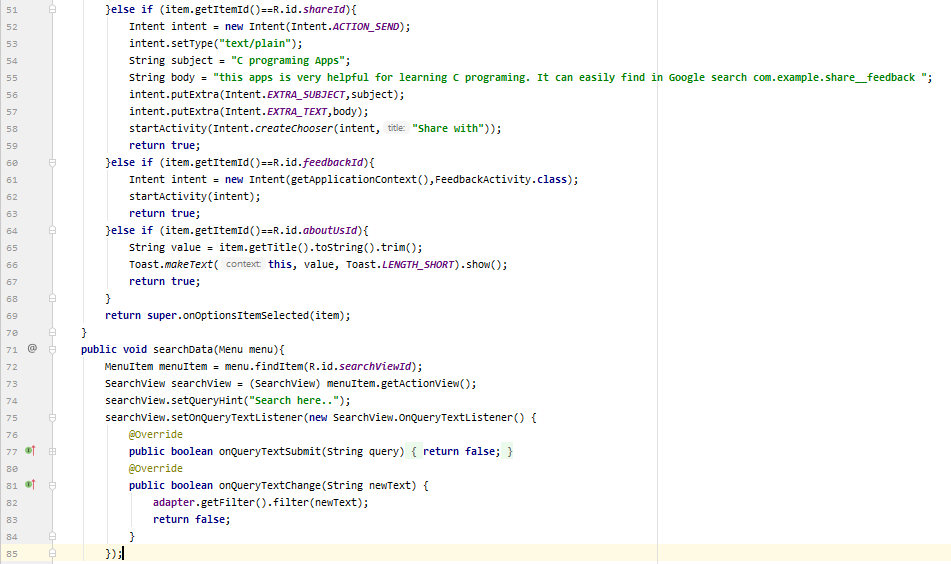 51 }else if (item.getItemId()==R.id.shareId){
52 Intent intent = new Intent(Intent.ACTION_SEND);
53 intent.setType("text/plain");
54 String subject = "C programing Apps";
55 String body = "this apps is very helpful for learning C programing. It can easily find in Google search com.example.share__feedback ";
56 intent.putExtra(Intent.EXTRA_SUBJECT,subject);
57 intent.putExtra(Intent.EXTRA_TEXT,body);
58 startActivity(Intent.createChooser(intent, title: "Share with"));
59 return true;
60 }else if (item.getItemId()==R.id.feedbackId){
61 Intent intent = new Intent(getApplicationContext(),FeedbackActivity.class);
62 startActivity(intent);
63 return true;
64 }else if (item.getItemId()==R.id.aboutUsId){
65 String value = item.getTitle().toString().trim();
66 Toast.makeText( context: this, value, Toast.LENGTH_SHORT).show();
67 return true;
68 }
69 return super.onOptionsItemSelected(item);
70 }
71 @ public void searchData(Menu menu){
72 MenuItem menuItem = menu.findItem(R.id.searchViewId);
73 SearchView searchView = (SearchView) menuItem.getActionView();
74 searchView.setQueryHint("Search here..");
75 searchView.setOnQueryTextListener(new SearchView.OnQueryTextListener() {
76 @Override
77 public boolean onQueryTextSubmit(String query) { return false; }
80 @Override
81 public boolean onQueryTextChange(String newText) {
82 adapter.getFilter().filter(newText);
83 return false;
84 }
85 });